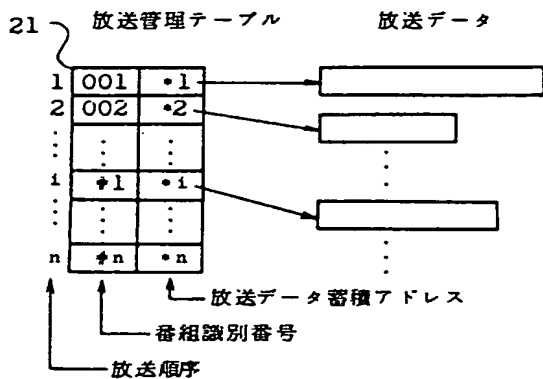 21 放送管理テーブル 放送データ
1 001 *1
2 002 *2
i #1 *i
n #n *n
放送データ蓄積アドレス
番組識別番号
放送順序